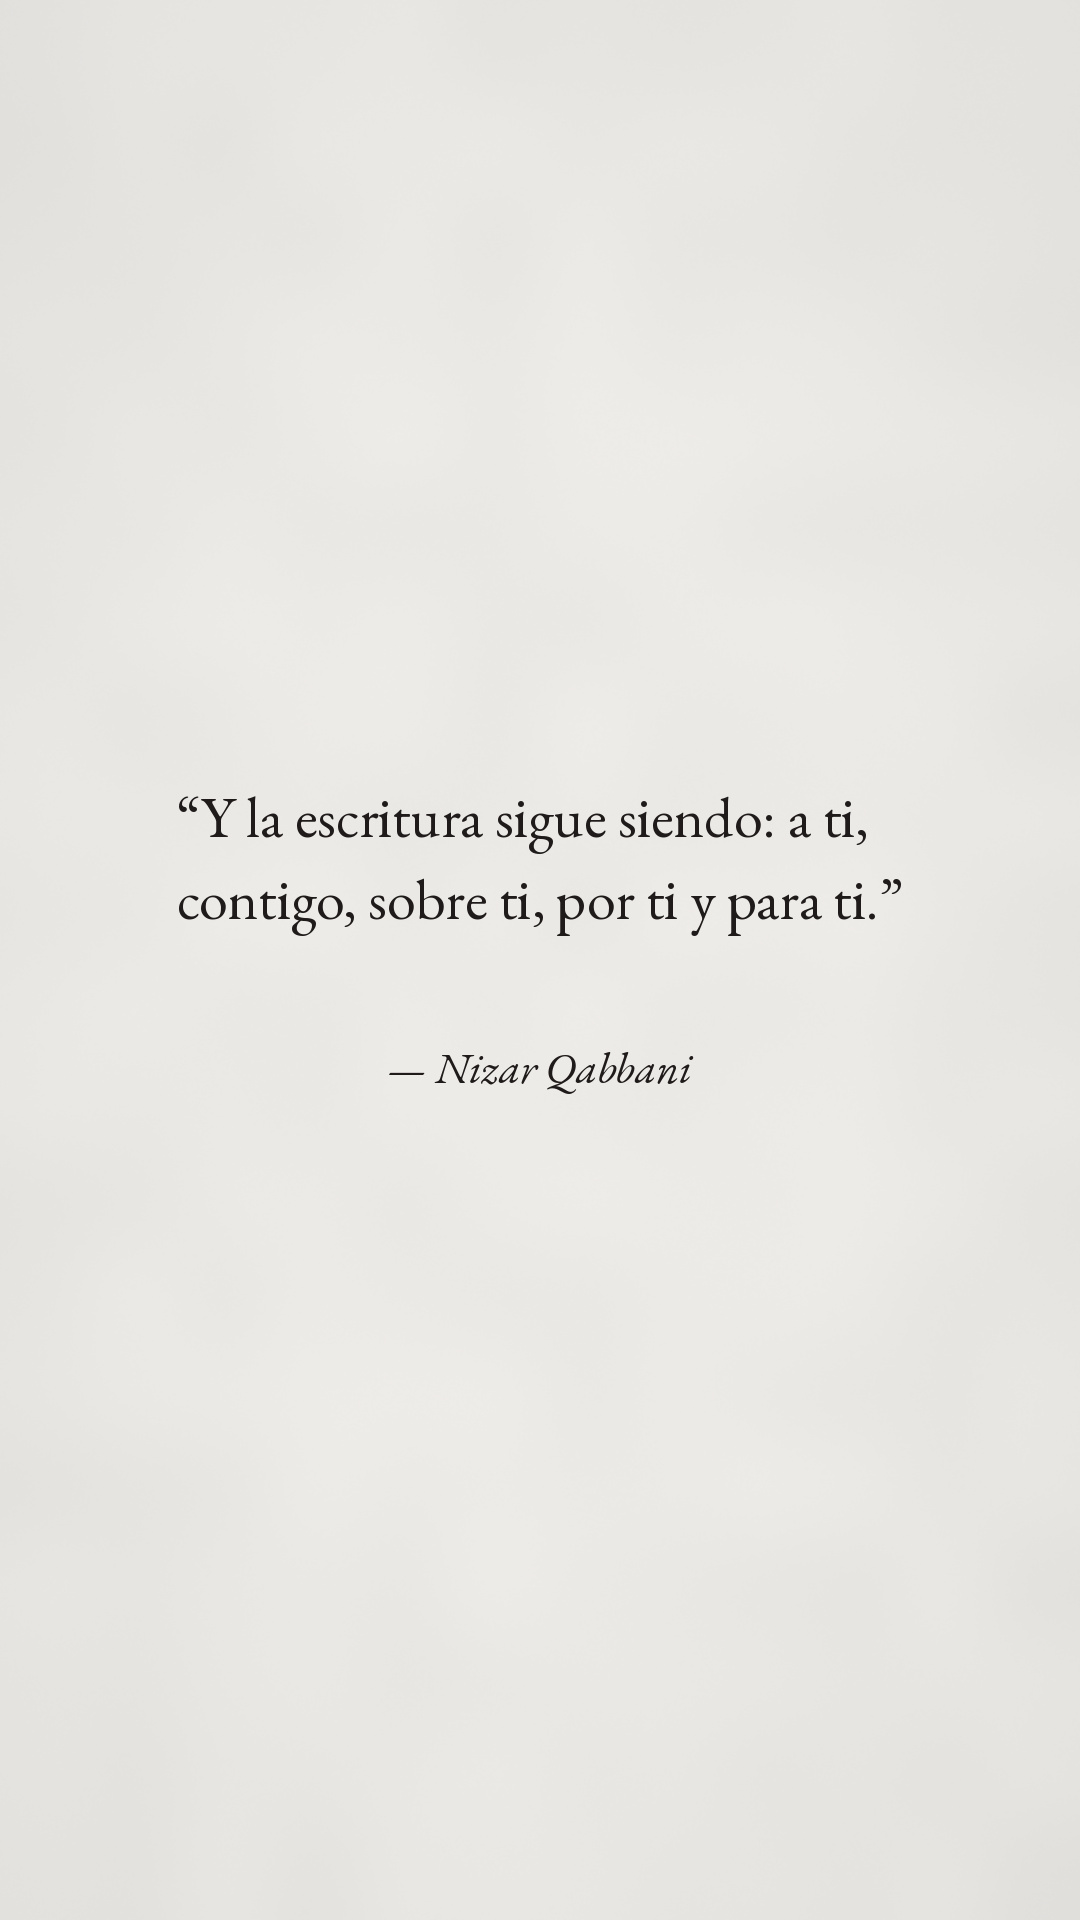 “Y la escritura sigue siendo: a ti,
contigo, sobre ti, por ti y para ti.”
— Nizar Qabbani